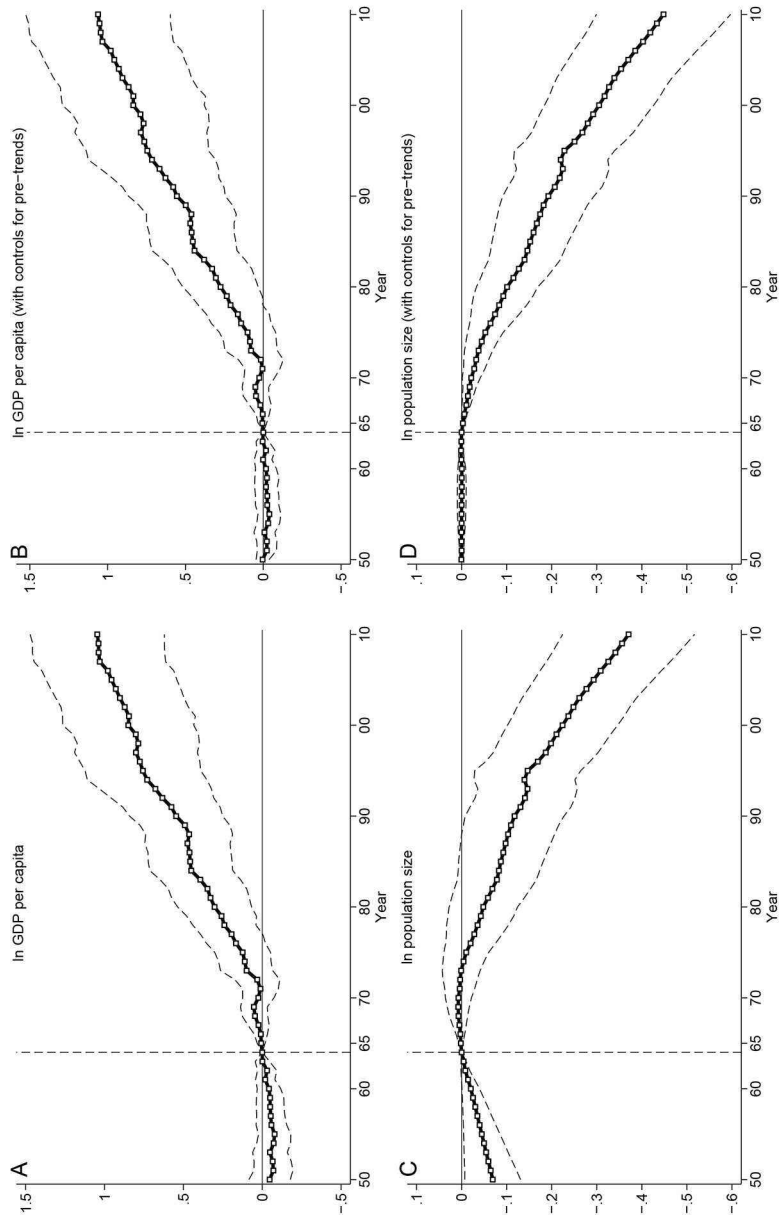 A
ln GDP per capita
1.5
1
.5
0
-.5
50 60 65 70 80 90 00 10
Year
B
ln GDP per capita (with controls for pre-trends)
1.5
1
.5
0
-.5
50 60 65 70 80 90 00 10
Year
C
ln population size
.1
0
-.1
-.2
-.3
-.4
-.5
-.6
50 60 65 70 80 90 00 10
Year
D
ln population size (with controls for pre-trends)
.1
0
-.1
-.2
-.3
-.4
-.5
-.6
50 60 65 70 80 90 00 10
Year